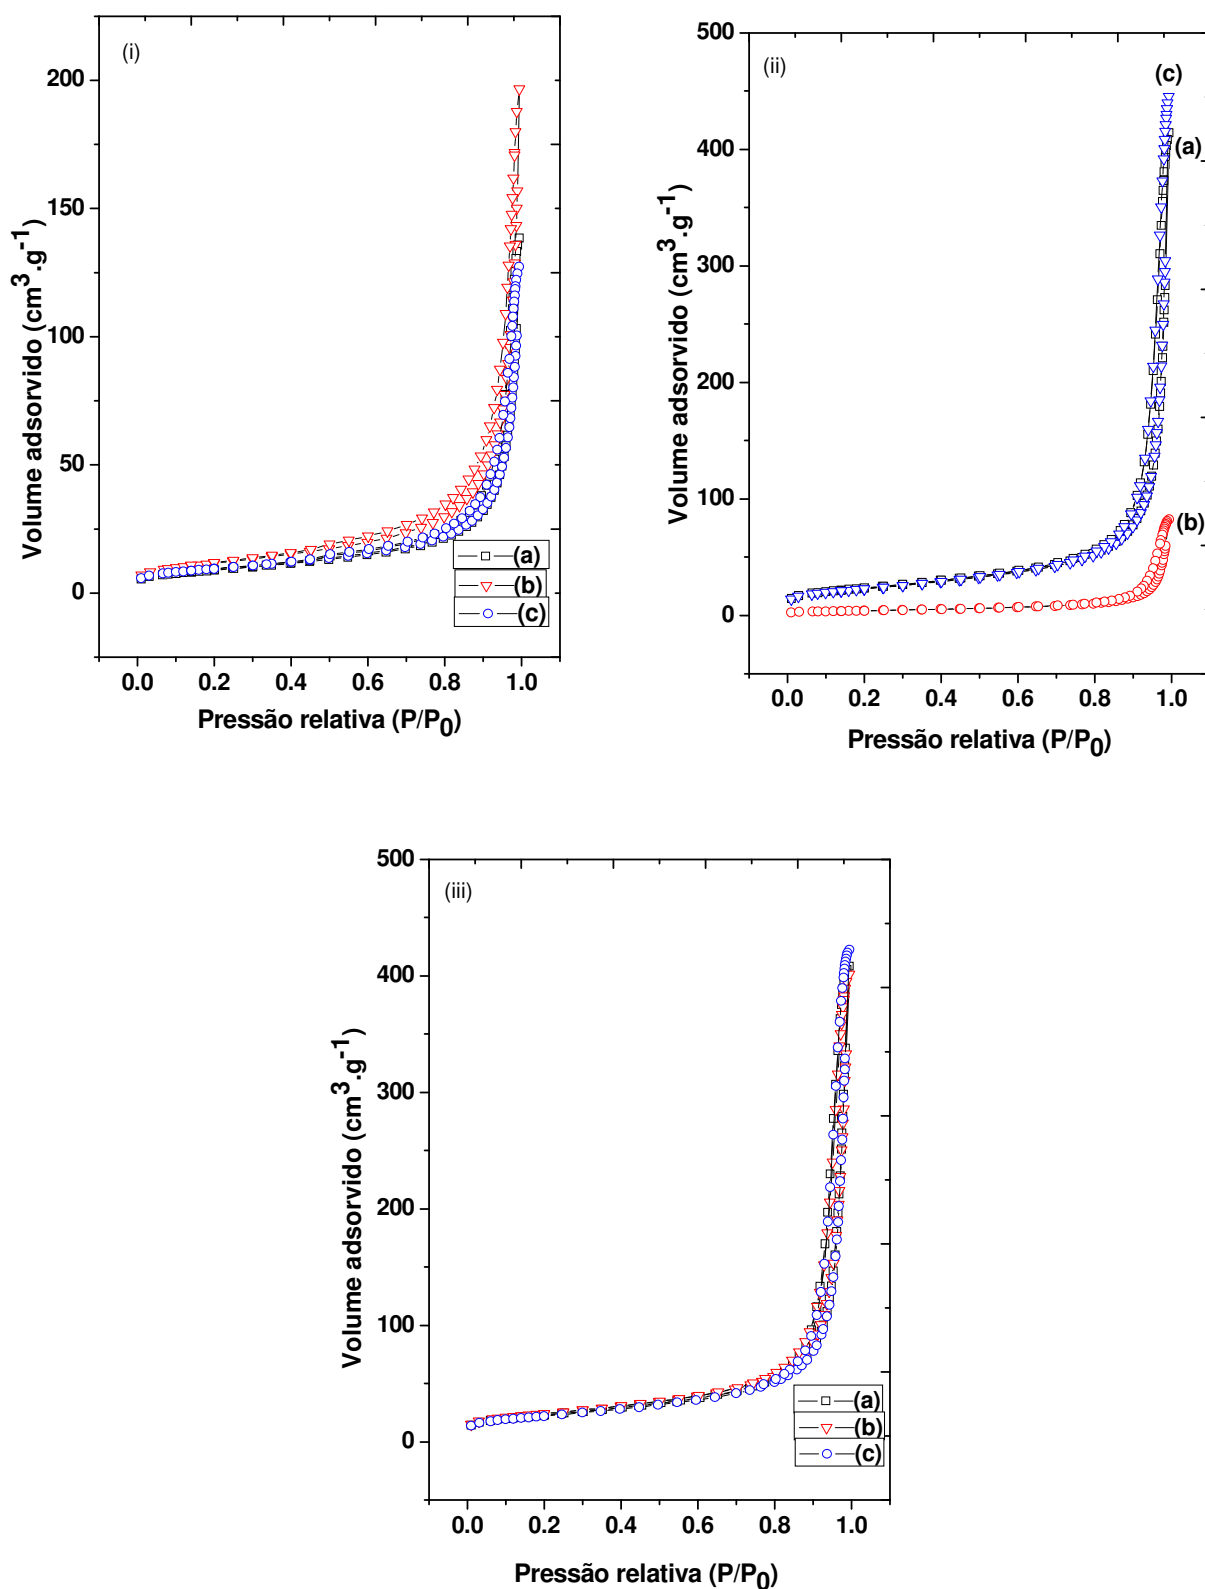 (i)
Volume adsorvido (cm³.g⁻¹)
200
150
100
50
0
(a)
(b)
(c)
0.0 0.2 0.4 0.6 0.8 1.0
Pressão relativa (P/P₀)
(ii)
Volume adsorvido (cm³.g⁻¹)
500
400
300
200
100
0
(c)
(a)
(b)
0.0 0.2 0.4 0.6 0.8 1.0
Pressão relativa (P/P₀)
(iii)
Volume adsorvido (cm³.g⁻¹)
500
400
300
200
100
0
(a)
(b)
(c)
0.0 0.2 0.4 0.6 0.8 1.0
Pressão relativa (P/P₀)